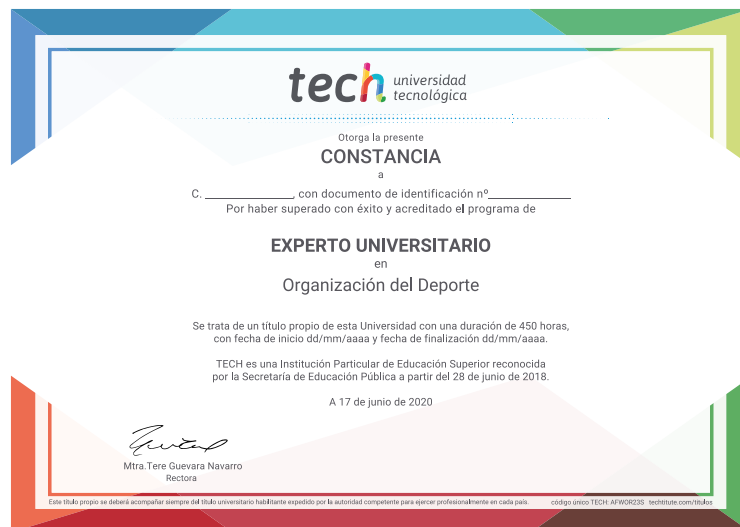 tech universidad
tecnológica
Otorga la presente
CONSTANCIA
a
C. ______________, con documento de identificación nº______________
Por haber superado con éxito y acreditado el programa de
EXPERTO UNIVERSITARIO
en
Organización del Deporte
Se trata de un título propio de esta Universidad con una duración de 450 horas,
con fecha de inicio dd/mm/aaaa y fecha de finalización dd/mm/aaaa.
TECH es una Institución Particular de Educación Superior reconocida
por la Secretaría de Educación Pública a partir del 28 de junio de 2018.
A 17 de junio de 2020
Mtra.Tere Guevara Navarro
Rectora
Este título propio se deberá acompañar siempre del título universitario habilitante expedido por la autoridad competente para ejercer profesionalmente en cada país. código único TECH: AFWOR23S techtitute.com/titulos